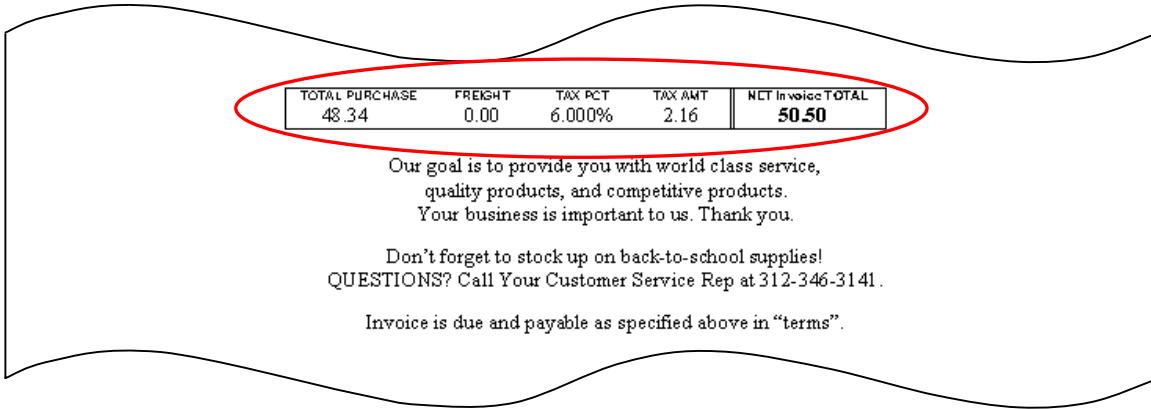 TOTAL PURCHASE FREIGHT TAX PCT TAX AMT NET Invoice TOTAL
48.34 0.00 6.000% 2.16 50.50
Our goal is to provide you with world class service,
quality products, and competitive products.
Your business is important to us. Thank you.
Don’t forget to stock up on back-to-school supplies!
QUESTIONS? Call Your Customer Service Rep at 312-346-3141.
Invoice is due and payable as specified above in “terms”.